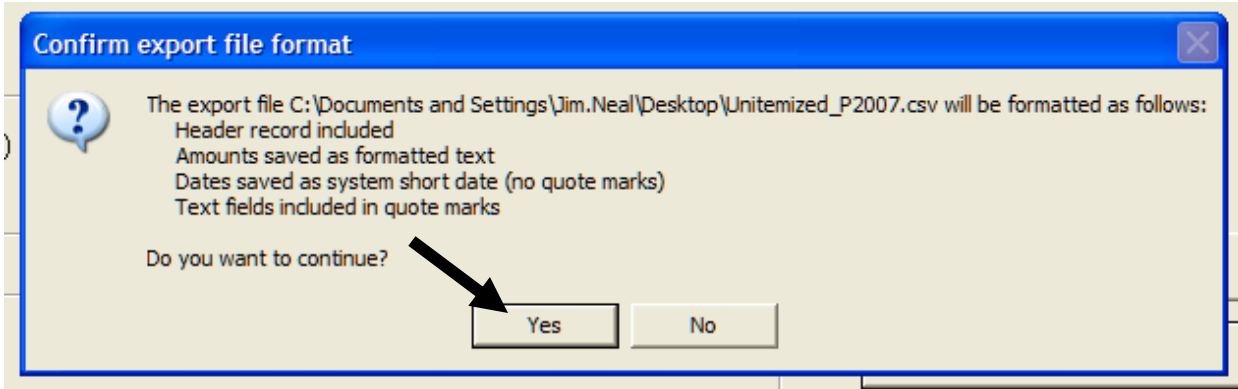 Confirm export file format
The export file C:\Documents and Settings\Jim.Neal\Desktop\Unitemized_P2007.csv will be formatted as follows:
Header record included
Amounts saved as formatted text
Dates saved as system short date (no quote marks)
Text fields included in quote marks
Do you want to continue?
Yes No
)